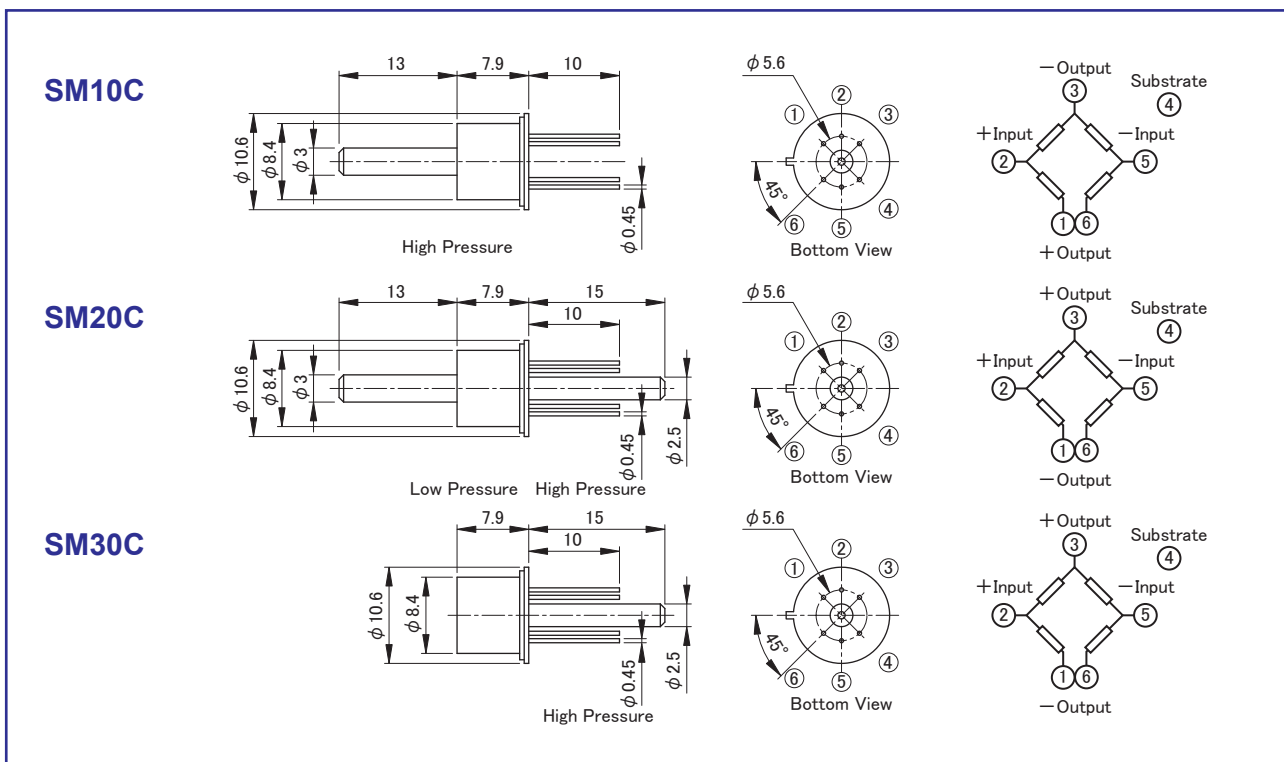 SM10C
13 7.9 10
φ10.6
φ8.4
φ3
φ0.45
High Pressure
φ5.6
①
②
③
45°
⑥
⑤
④
Bottom View
−Output
③
Substrate
④
+Input
②
−Input
⑤
①⑥
+Output
SM20C
13 7.9 15
10
φ10.6
φ8.4
φ3
φ0.45
φ2.5
Low Pressure High Pressure
φ5.6
①
②
③
45°
⑥
⑤
④
Bottom View
+Output
③
Substrate
④
+Input
②
−Input
⑤
①⑥
−Output
SM30C
7.9 15
10
φ10.6
φ8.4
φ0.45
φ2.5
High Pressure
φ5.6
①
②
③
45°
⑥
⑤
④
Bottom View
+Output
③
Substrate
④
+Input
②
−Input
⑤
①⑥
−Output